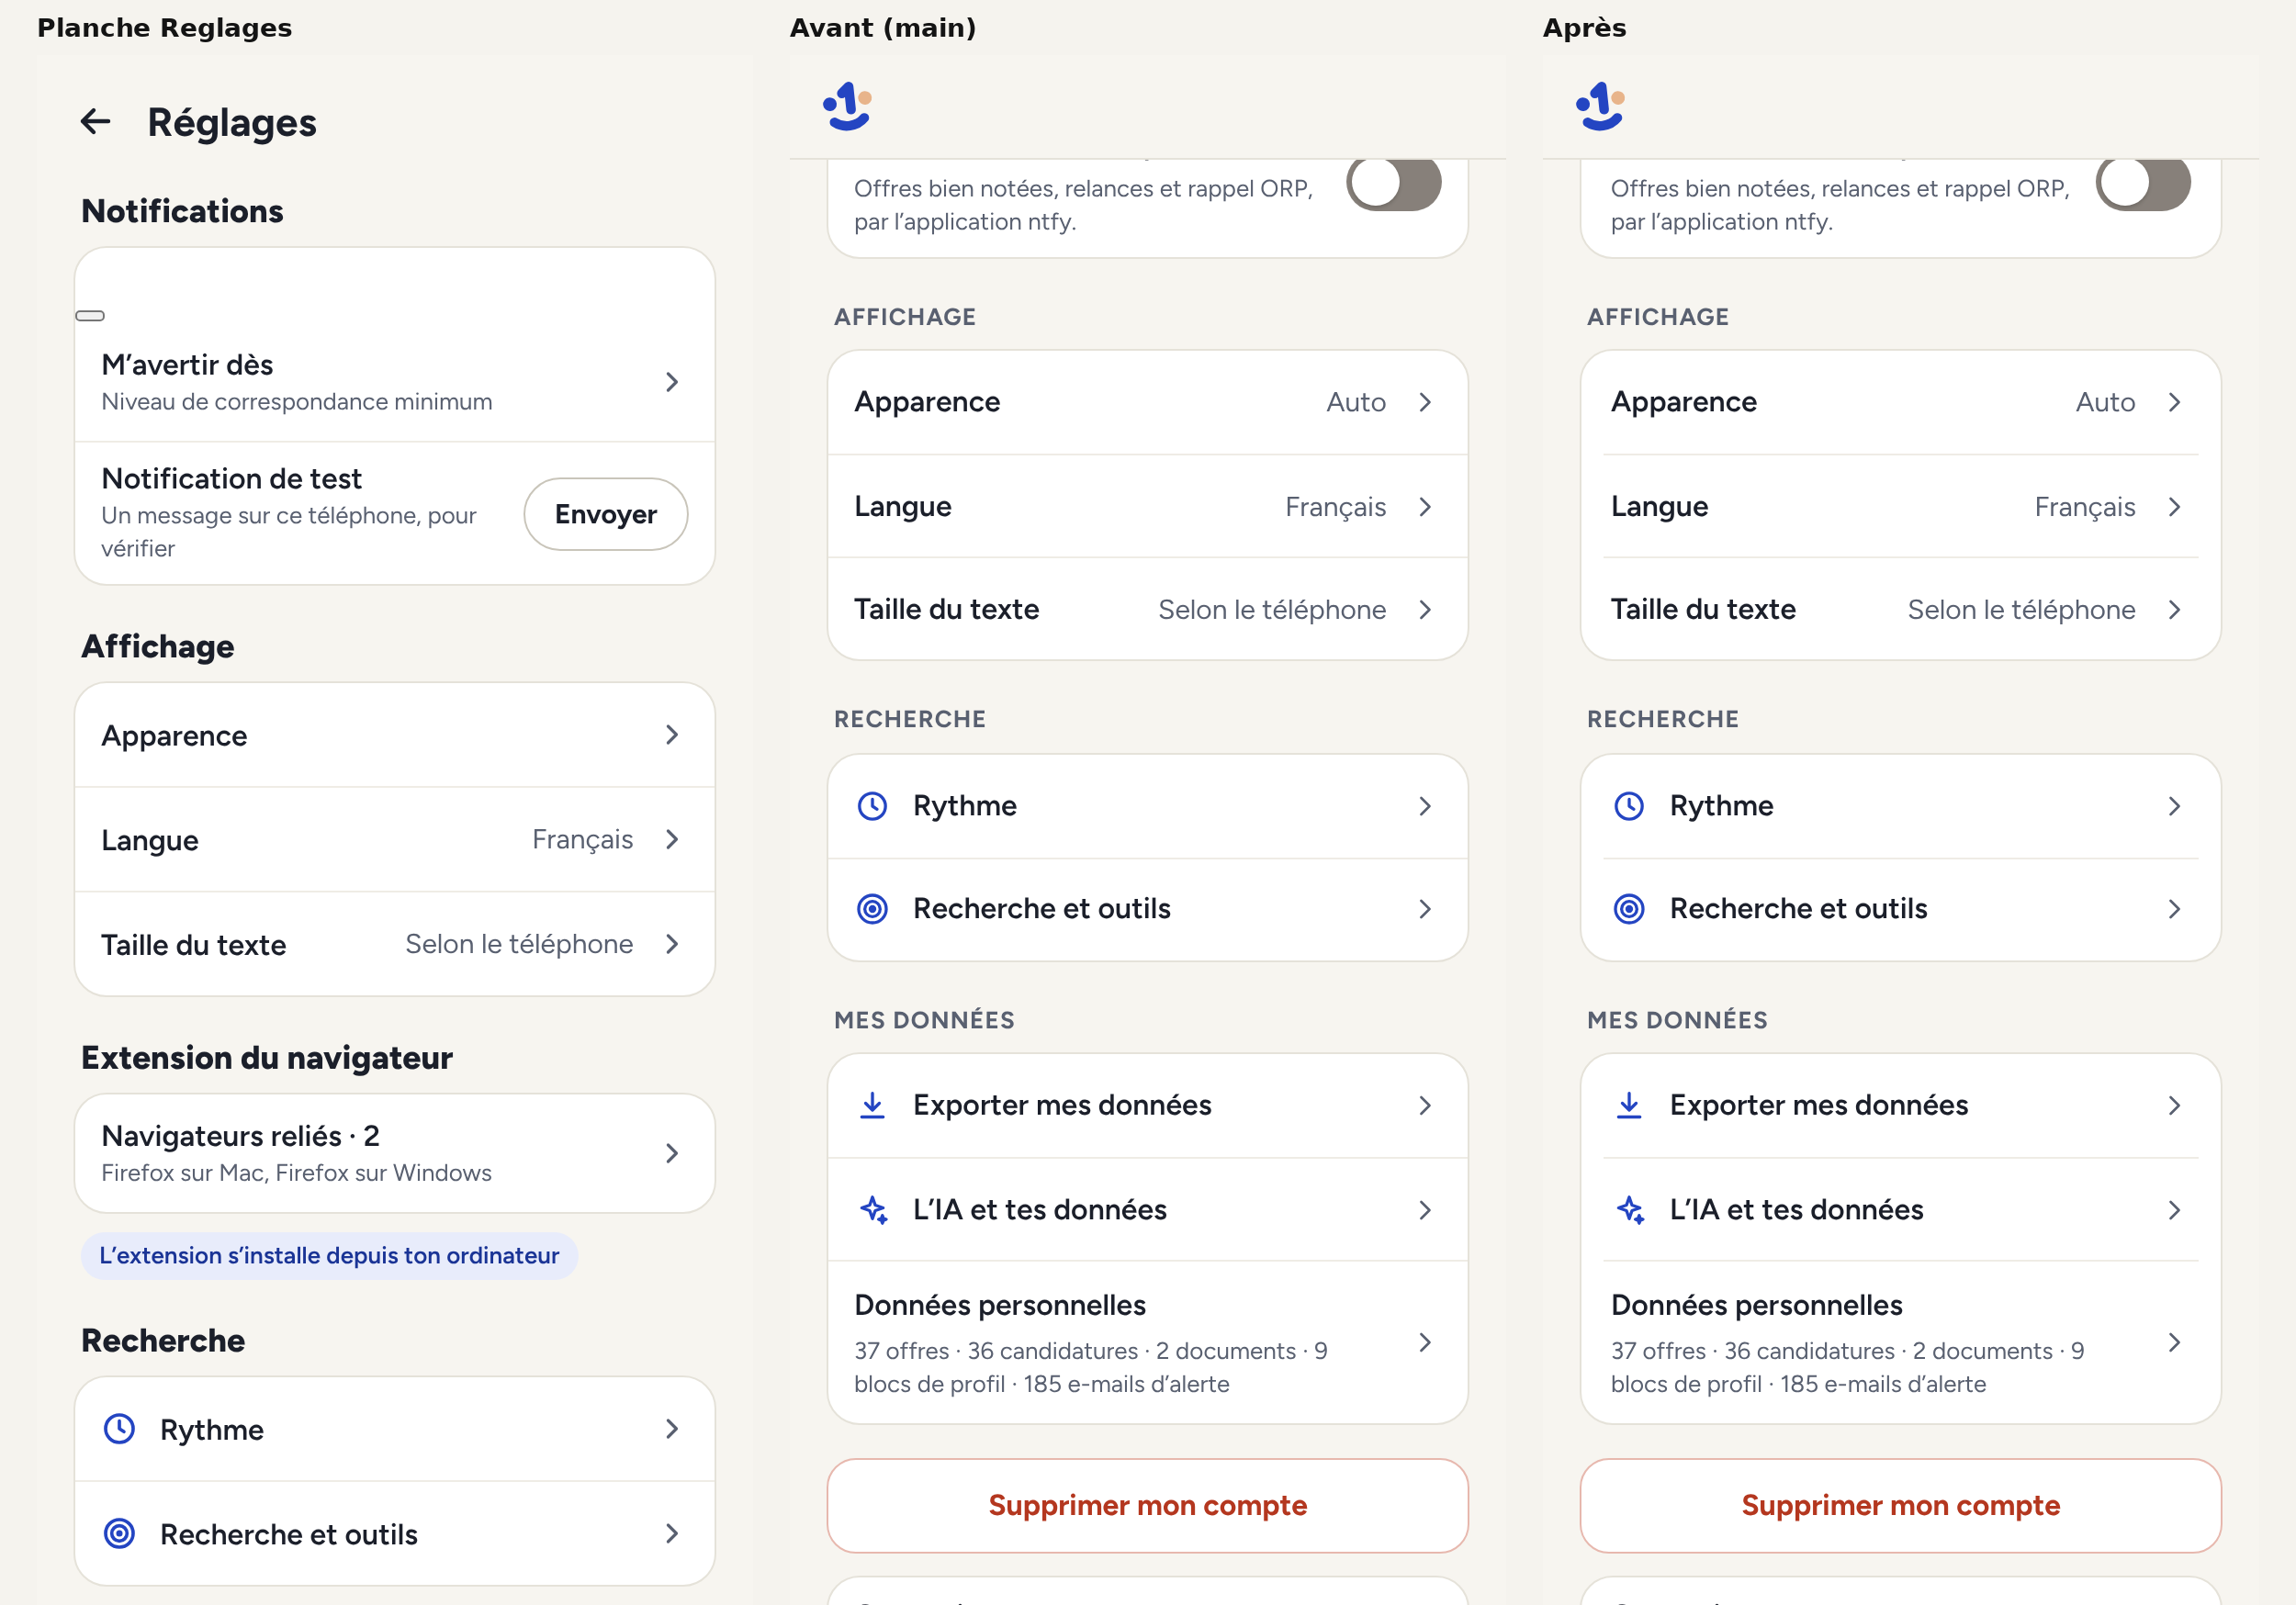 Planche Reglages
Réglages
Notifications
M’avertir dès
Niveau de correspondance minimum
Notification de test
Un message sur ce téléphone, pour
vérifier
Envoyer
Affichage
Apparence
Langue
Français
Taille du texte
Selon le téléphone
Extension du navigateur
Navigateurs reliés · 2
Firefox sur Mac, Firefox sur Windows
L’extension s’installe depuis ton ordinateur
Recherche
Rythme
Recherche et outils
Avant (main)
Offres bien notées, relances et rappel ORP,
par l’application ntfy.
AFFICHAGE
Apparence
Auto
Langue
Français
Taille du texte
Selon le téléphone
RECHERCHE
Rythme
Recherche et outils
MES DONNÉES
Exporter mes données
L’IA et tes données
Données personnelles
37 offres · 36 candidatures · 2 documents · 9
blocs de profil · 185 e-mails d’alerte
Supprimer mon compte
Après
Offres bien notées, relances et rappel ORP,
par l’application ntfy.
AFFICHAGE
Apparence
Auto
Langue
Français
Taille du texte
Selon le téléphone
RECHERCHE
Rythme
Recherche et outils
MES DONNÉES
Exporter mes données
L’IA et tes données
Données personnelles
37 offres · 36 candidatures · 2 documents · 9
blocs de profil · 185 e-mails d’alerte
Supprimer mon compte